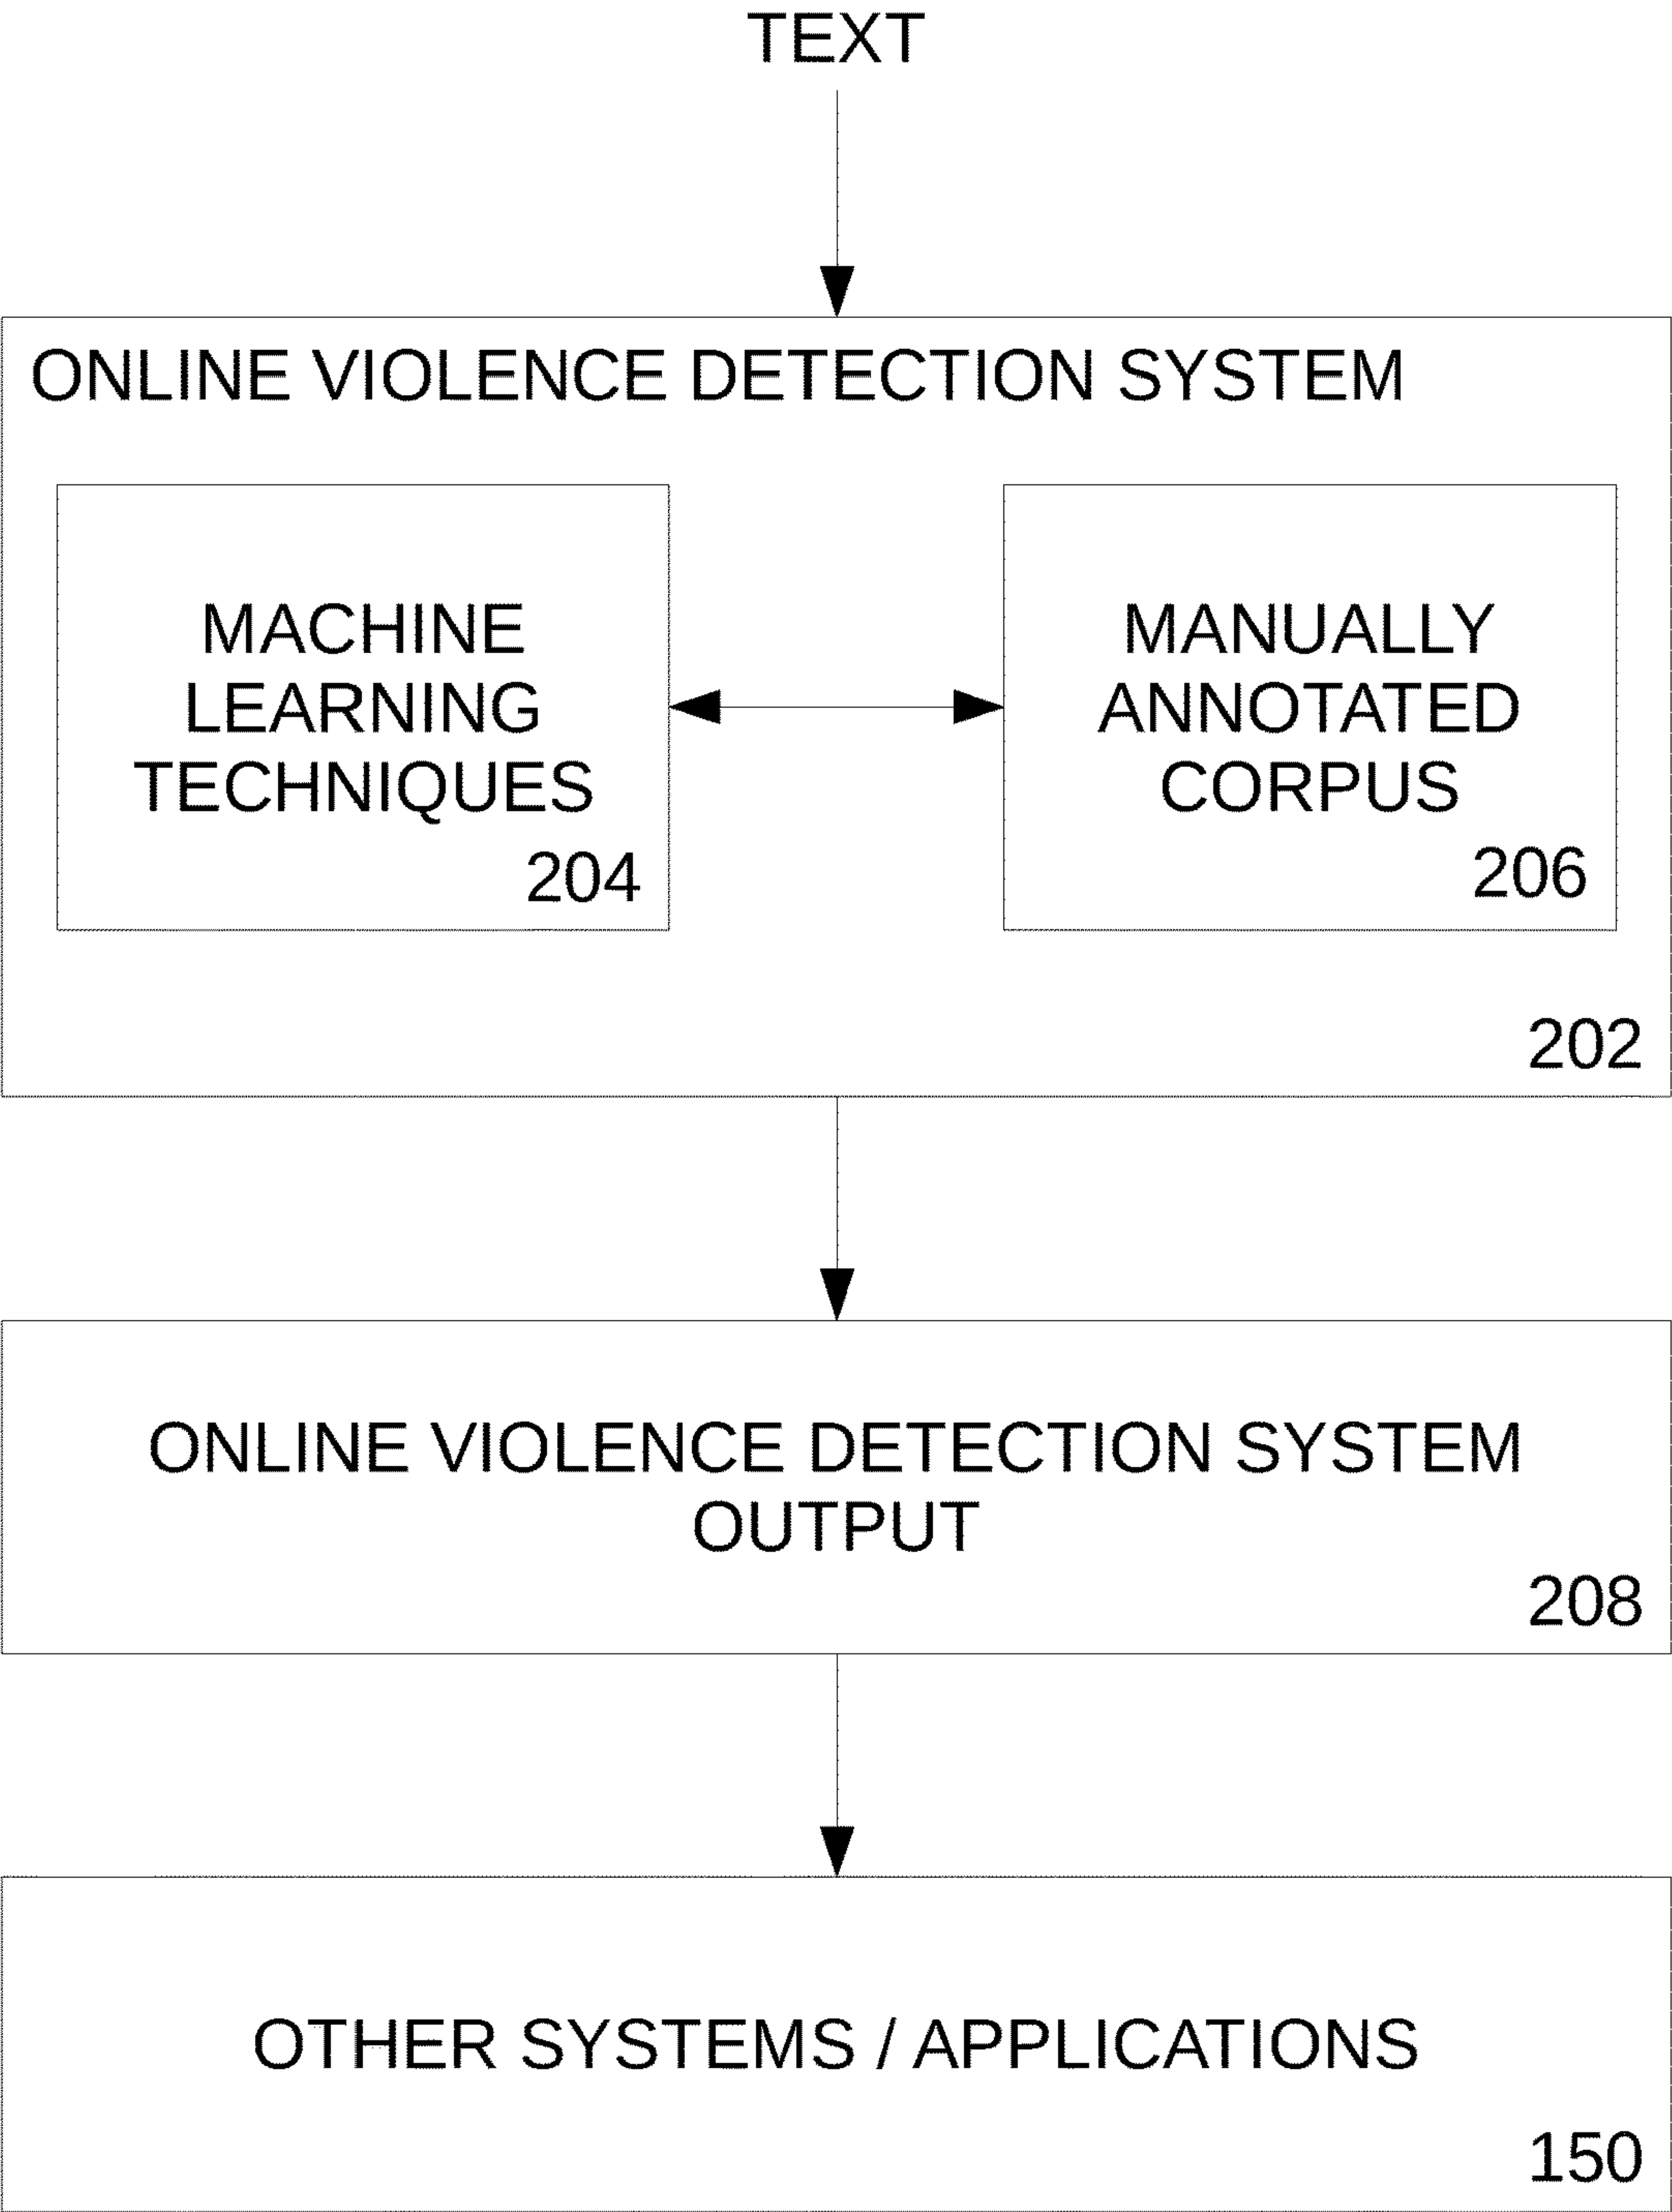 TEXT
ONLINE VIOLENCE DETECTION SYSTEM
MACHINE
LEARNING
TECHNIQUES
204
MANUALLY
ANNOTATED
CORPUS
206
202
ONLINE VIOLENCE DETECTION SYSTEM
OUTPUT
208
OTHER SYSTEMS / APPLICATIONS
150